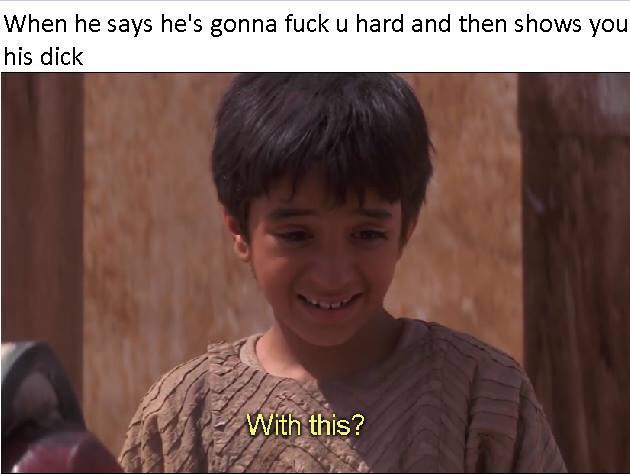 When he says he's gonna fuck u hard and then shows you
his dick
With this?